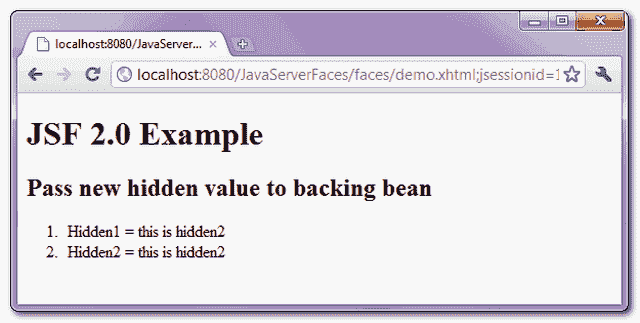 localhost:8080/JavaServer...
localhost:8080/JavaServerFaces/faces/demo.xhtml;jsessionid=1
JSF 2.0 Example
Pass new hidden value to backing bean
1. Hidden1 = this is hidden2
2. Hidden2 = this is hidden2